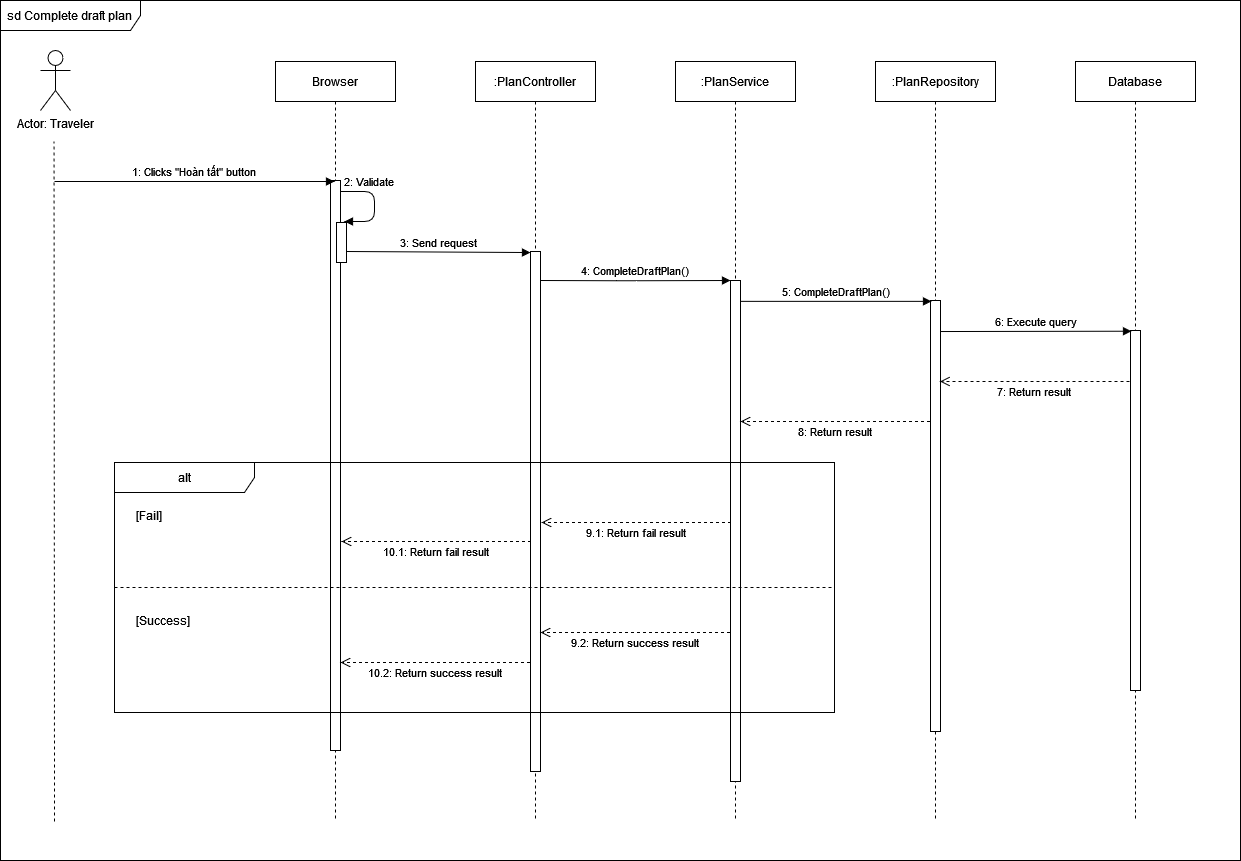 sd Complete draft plan
Actor: Traveler
Browser
:PlanController
:PlanService
:PlanRepository
Database
1: Clicks "Hoàn tất" button
2: Validate
3: Send request
4: CompleteDraftPlan()
5: CompleteDraftPlan()
6: Execute query
7: Return result
8: Return result
alt
[Fail]
9.1: Return fail result
10.1: Return fail result
[Success]
9.2: Return success result
10.2: Return success result